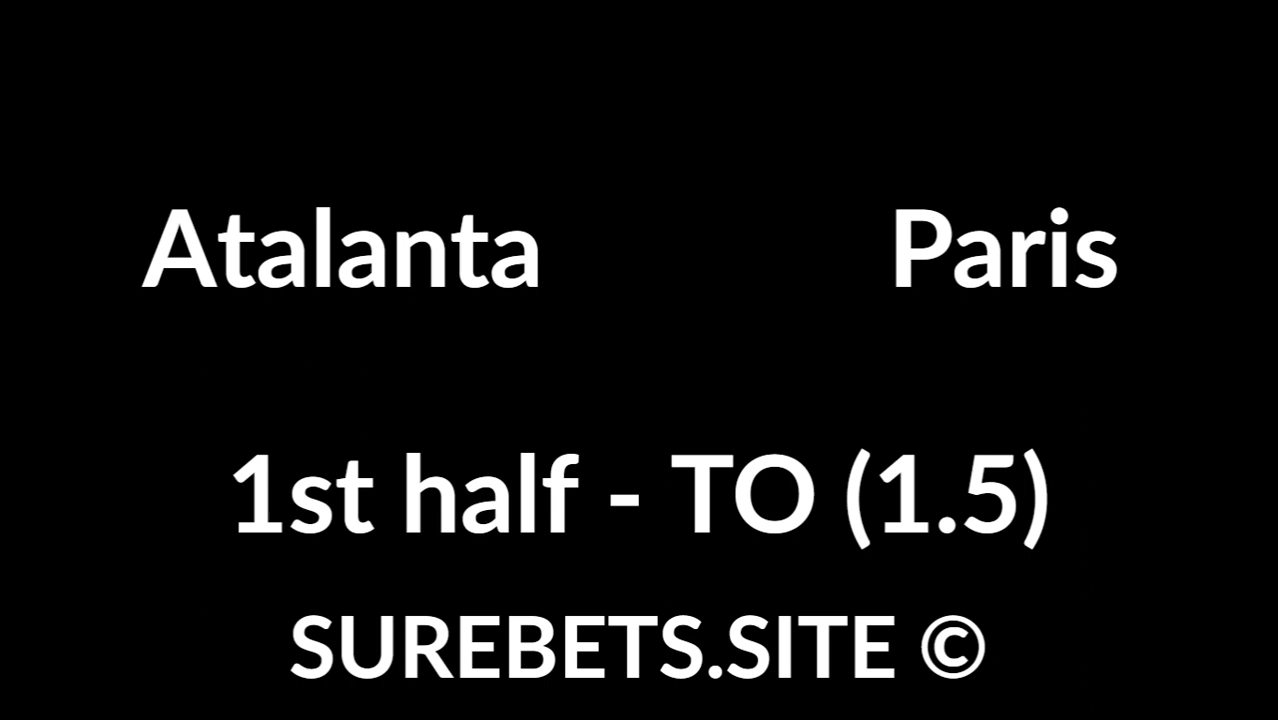 Atalanta Paris
1st half - TO (1.5)
SUREBETS.SITE ©